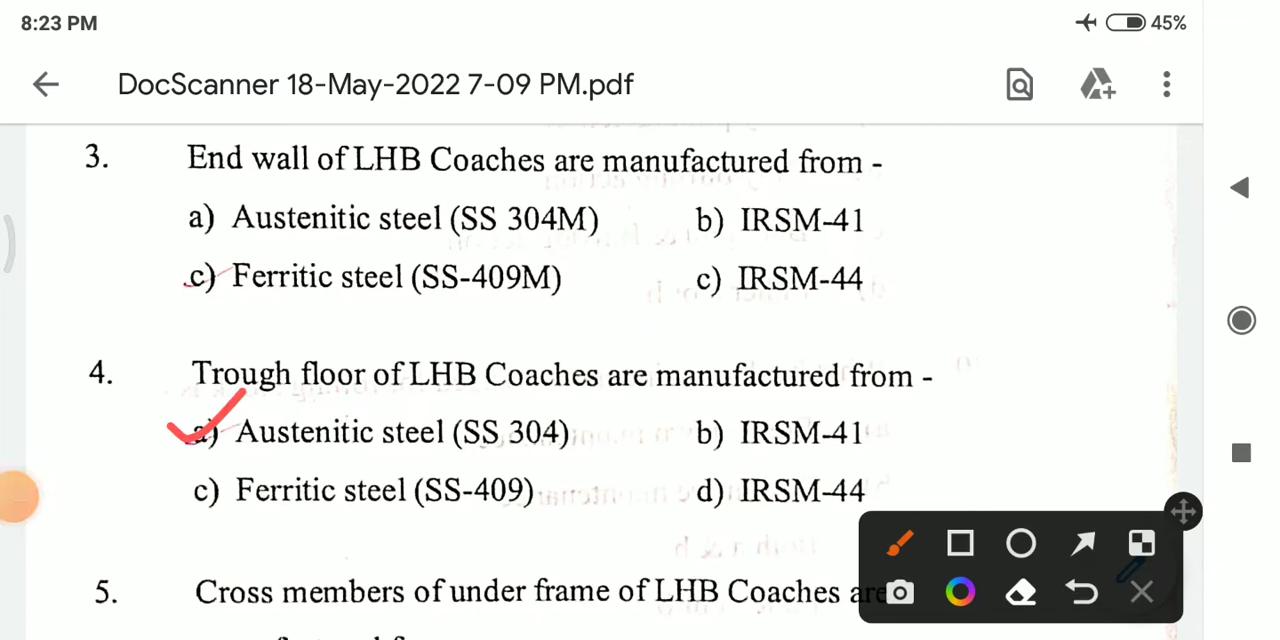 8:23 PM
45%
DocScanner 18-May-2022 7-09 PM.pdf
3. End wall of LHB Coaches are manufactured from -
a) Austenitic steel (SS 304M) b) IRSM-41
c) Ferritic steel (SS-409M) c) IRSM-44
4. Trough floor of LHB Coaches are manufactured from -
a) Austenitic steel (SS 304) b) IRSM-41
c) Ferritic steel (SS-409) d) IRSM-44
5. Cross members of under frame of LHB Coaches are